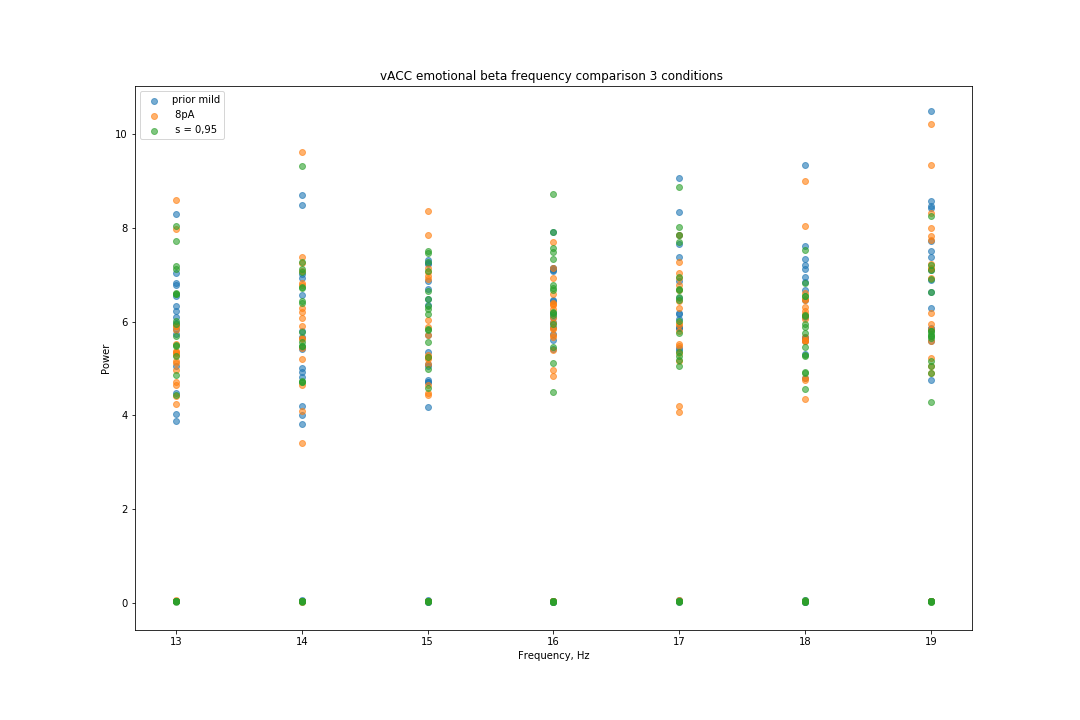 vACC emotional beta frequency comparison 3 conditions
prior mild
8pA
s = 0,95
10
8
6
4
2
0
Power
13 14 15 16 17 18 19
Frequency, Hz